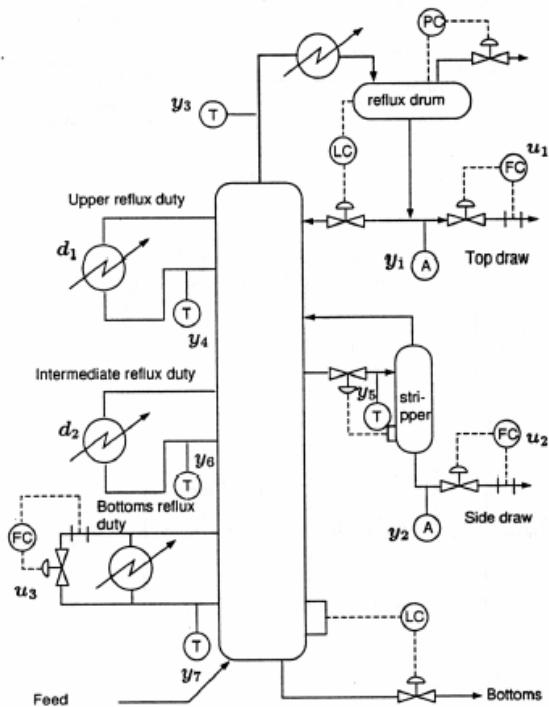 PC
y3
T
reflux drum
LC
u1
FC
Upper reflux duty
d1
y1
A
Top draw
T
y4
Intermediate reflux duty
y5
stri-
pper
d2
T
FC
u2
y6
T
Bottoms reflux
duty
Side draw
y2
A
FC
u3
LC
T
y7
Feed
Bottoms